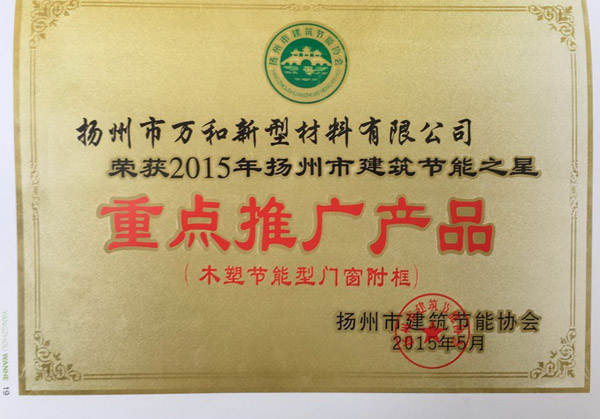 扬州市建筑节能协会
扬州市万和新型材料有限公司
荣获2015年扬州市建筑节能之星
重点推广产品
(木塑节能型门窗附框)
扬州市建筑节能协会
2015年5月
YANGZHOU WANHE 19